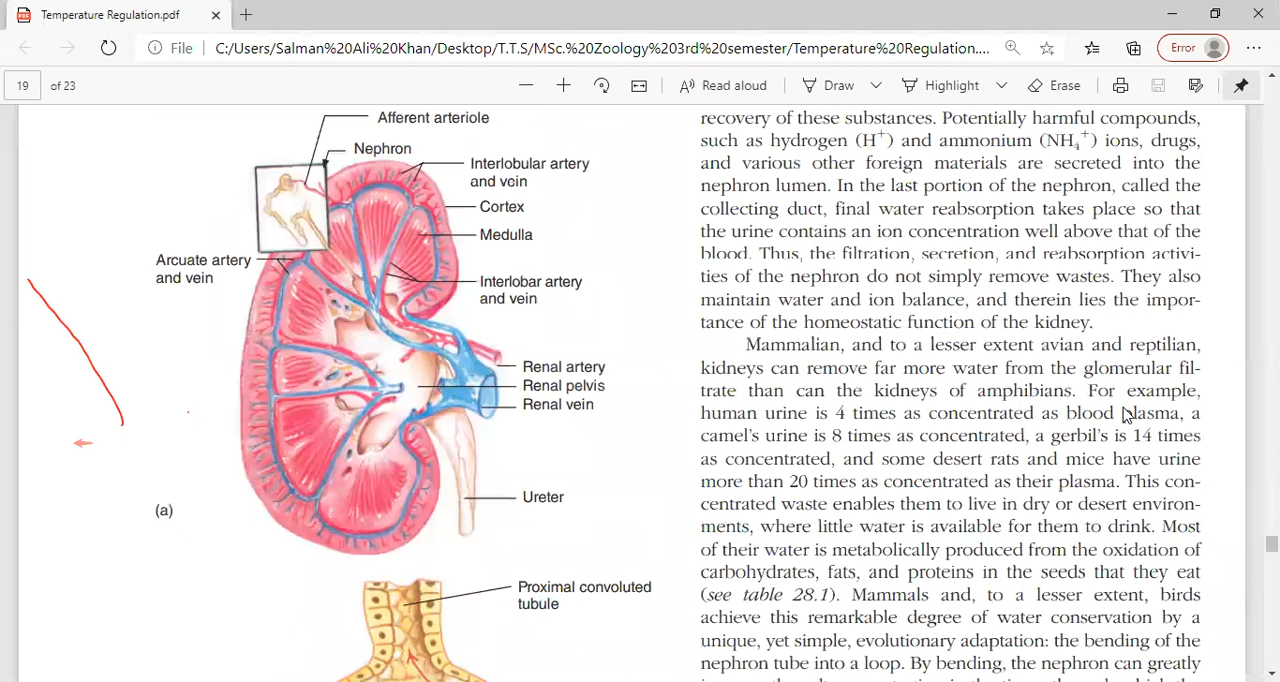 Temperature Regulation.pdf
File
C:/Users/Salman%20Ali%20Khan/Desktop/T.T.S/MSc.%20Zoology%203rd%20semester/Temperature%20Regulation....
Error
19 of 23
Read aloud
Draw
Highlight
Erase
Afferent arteriole
Nephron
Interlobular artery
and vein
Cortex
Medulla
Arcuate artery
and vein
Interlobar artery
and vein
Renal artery
Renal pelvis
Renal vein
Ureter
(a)
Proximal convoluted
tubule
recovery of these substances. Potentially harmful compounds,
such as hydrogen (H⁺) and ammonium (NH₄⁺) ions, drugs,
and various other foreign materials are secreted into the
nephron lumen. In the last portion of the nephron, called the
collecting duct, final water reabsorption takes place so that
the urine contains an ion concentration well above that of the
blood. Thus, the filtration, secretion, and reabsorption activi-
ties of the nephron do not simply remove wastes. They also
maintain water and ion balance, and therein lies the impor-
tance of the homeostatic function of the kidney.
Mammalian, and to a lesser extent avian and reptilian,
kidneys can remove far more water from the glomerular fil-
trate than can the kidneys of amphibians. For example,
human urine is 4 times as concentrated as blood plasma, a
camel's urine is 8 times as concentrated, a gerbil's is 14 times
as concentrated, and some desert rats and mice have urine
more than 20 times as concentrated as their plasma. This con-
centrated waste enables them to live in dry or desert environ-
ments, where little water is available for them to drink. Most
of their water is metabolically produced from the oxidation of
carbohydrates, fats, and proteins in the seeds that they eat
(see table 28.1). Mammals and, to a lesser extent, birds
achieve this remarkable degree of water conservation by a
unique, yet simple, evolutionary adaptation: the bending of the
nephron tube into a loop. By bending, the nephron can greatly